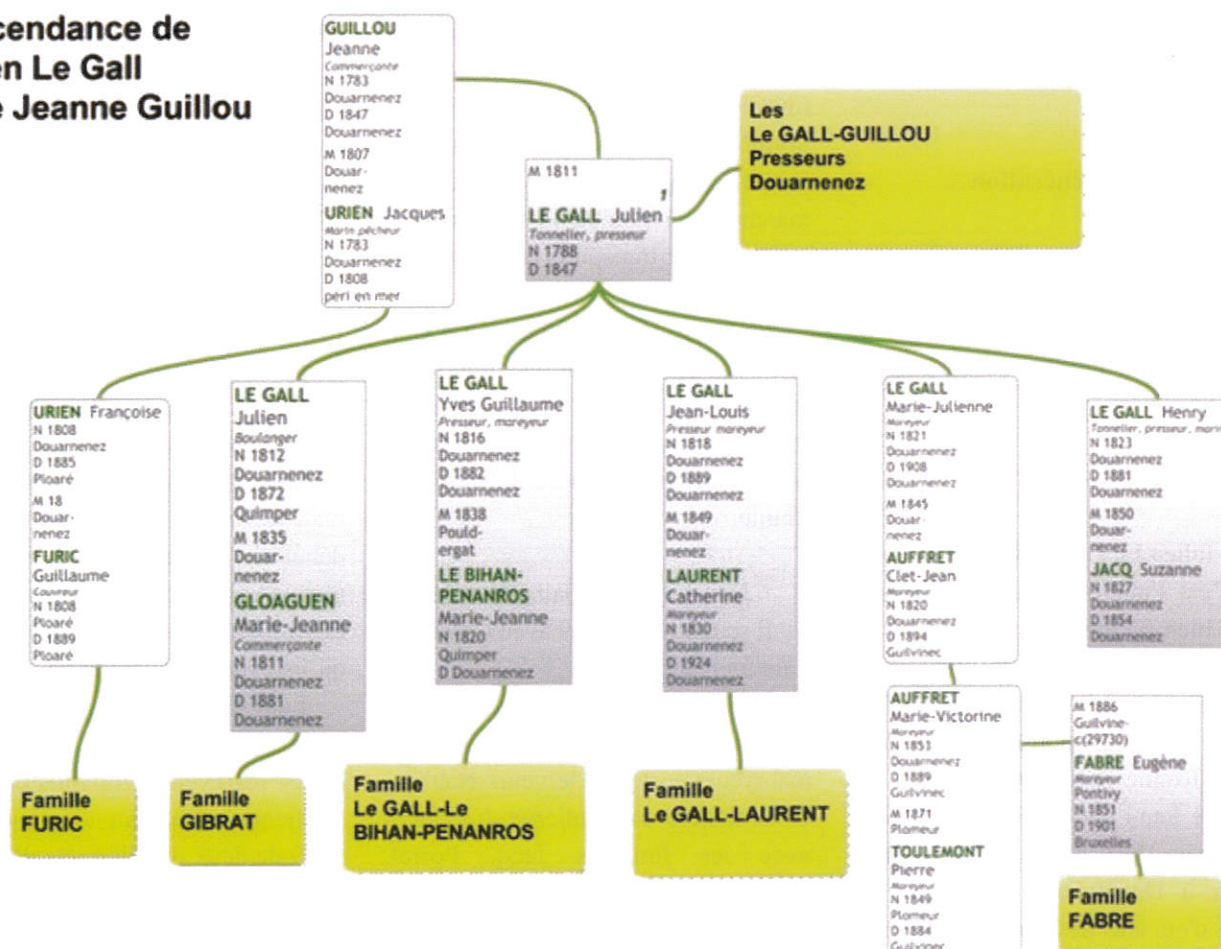 cendance de
en Le Gall
e Jeanne Guillou
GUILLOU
Jeanne
Commerçante
N 1783
Douarnenez
D 1847
Douarnenez
M 1807
Douar-
nenez
URIEN Jacques
Marin pêcheur
N 1783
Douarnenez
D 1808
péri en mer
M 1811
1
LE GALL Julien
Tonnelier, presseur
N 1788
D 1847
Les
Le GALL-GUILLOU
Presseurs
Douarnenez
URIEN Françoise
N 1808
Douarnenez
D 1885
Ploaré
M 18
Douar-
nenez
FURIC
Guillaume
Couvreur
N 1808
Ploaré
D 1889
Ploaré
LE GALL
Julien
Boulanger
N 1812
Douarnenez
D 1872
Quimper
M 1835
Douar-
nenez
GLOAGUEN
Marie-Jeanne
Commerçante
N 1811
Douarnenez
D 1881
Douarnenez
LE GALL
Yves Guillaume
Presseur, mareyeur
N 1816
Douarnenez
D 1882
Douarnenez
M 1838
Pould-
ergat
LE BIHAN-
PENANROS
Marie-Jeanne
N 1820
Quimper
D Douarnenez
LE GALL
Jean-Louis
Presseur mareyeur
N 1818
Douarnenez
D 1889
Douarnenez
M 1849
Douar-
nenez
LAURENT
Catherine
Mareyeur
N 1830
Douarnenez
D 1924
Douarnenez
LE GALL
Marie-Julienne
Mareyeur
N 1821
Douarnenez
D 1908
Douarnenez
M 1845
Douar-
nenez
AUFFRET
Clet-Jean
Mareyeur
N 1820
Douarnenez
D 1894
Guilvinec
LE GALL Henry
Tonnelier, presseur, marin
N 1823
Douarnenez
D 1881
Douarnenez
M 1850
Douar-
nenez
JACQ Suzanne
N 1827
Douarnenez
D 1854
Douarnenez
AUFFRET
Marie-Victorine
Mareyeur
N 1853
Douarnenez
D 1889
Guilvinec
M 1871
Plomeur
TOULEMONT
Pierre
Mareyeur
N 1849
Plomeur
D 1884
Guilvinec
M 1886
Guilvine-
c(29730)
FABRE Eugène
Mareyeur
Pontivy
N 1851
D 1901
Bruxelles
Famille
FURIC
Famille
GIBRAT
Famille
Le GALL-Le
BIHAN-PENANROS
Famille
Le GALL-LAURENT
Famille
FABRE